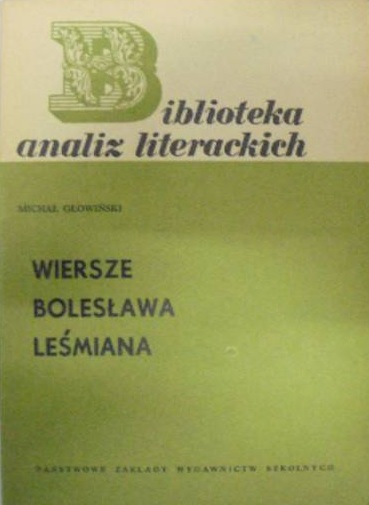 Biblioteka
analiz literackich
MICHAŁ GŁOWIŃSKI
WIERSZE
BOLESŁAWA
LEŚMIANA
PAŃSTWOWE ZAKŁADY WYDAWNICTW SZKOLNYCH